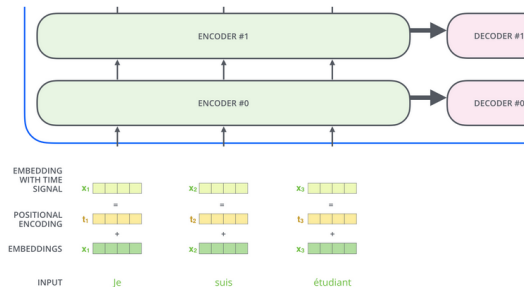 ENCODER #1
DECODER #1
ENCODER #0
DECODER #0
EMBEDDING
WITH TIME
SIGNAL
x1
x2
x3
=
=
=
POSITIONAL
ENCODING
t1
t2
t3
+
+
+
EMBEDDINGS
x1
x2
x3
INPUT
Je
suis
étudiant